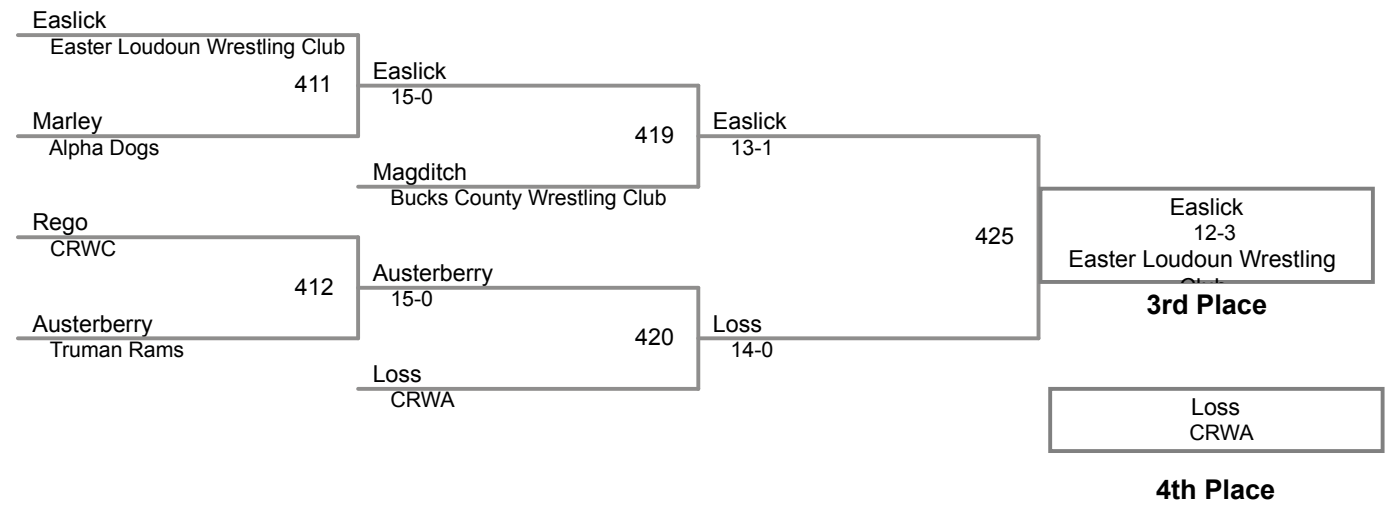 Easlick
Easter Loudoun Wrestling Club
411
Easlick
15-0
Marley
Alpha Dogs
419
Easlick
13-1
Magditch
Bucks County Wrestling Club
Rego
CRWC
425
Easlick
12-3
Easter Loudoun Wrestling
3rd Place
412
Austerberry
15-0
Austerberry
Truman Rams
420
Loss
14-0
Loss
CRWA
Loss
CRWA
4th Place